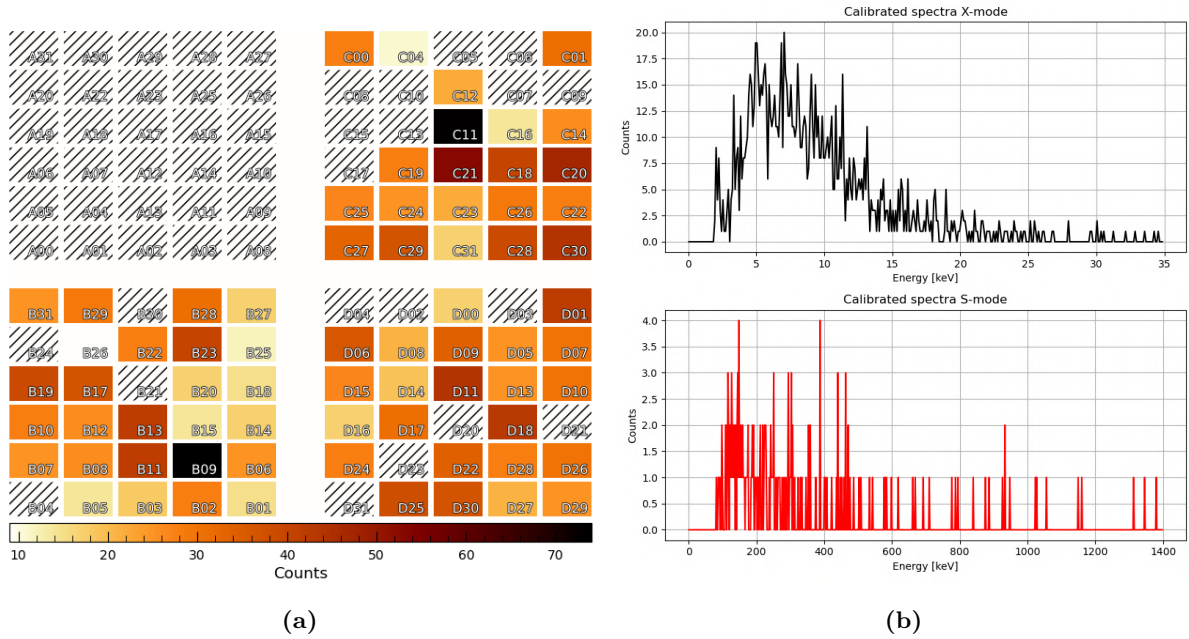 A31 A30 A29 A28 A27 C00 C04 C05 C06 C01
A20 A22 A23 A25 A26 C08 C10 C12 C07 C09
A19 A18 A17 A16 A15 C15 C13 C11 C16 C14
A06 A07 A12 A14 A10 C17 C19 C21 C18 C20
A05 A04 A13 A11 A09 C25 C24 C23 C26 C22
A00 A01 A02 A03 A08 C27 C29 C31 C28 C30
B31 B29 B30 B28 B27 D04 D02 D00 D03 D01
B24 B26 B22 B23 B25 D06 D08 D09 D05 D07
B19 B17 B21 B20 B18 D15 D14 D11 D13 D10
B10 B12 B13 B15 B14 D16 D17 D20 D18 D21
B07 B08 B11 B09 B06 D24 D23 D22 D28 D26
B04 B05 B03 B02 B01 D31 D25 D30 D27 D29
10 20 30 40 50 60 70
Counts
(a)
Calibrated spectra X-mode
20.0
17.5
15.0
12.5
10.0
7.5
5.0
2.5
0.0
Counts
0 5 10 15 20 25 30 35
Energy [keV]
Calibrated spectra S-mode
4.0
3.5
3.0
2.5
2.0
1.5
1.0
0.5
0.0
Counts
0 200 400 600 800 1000 1200 1400
Energy [keV]
(b)